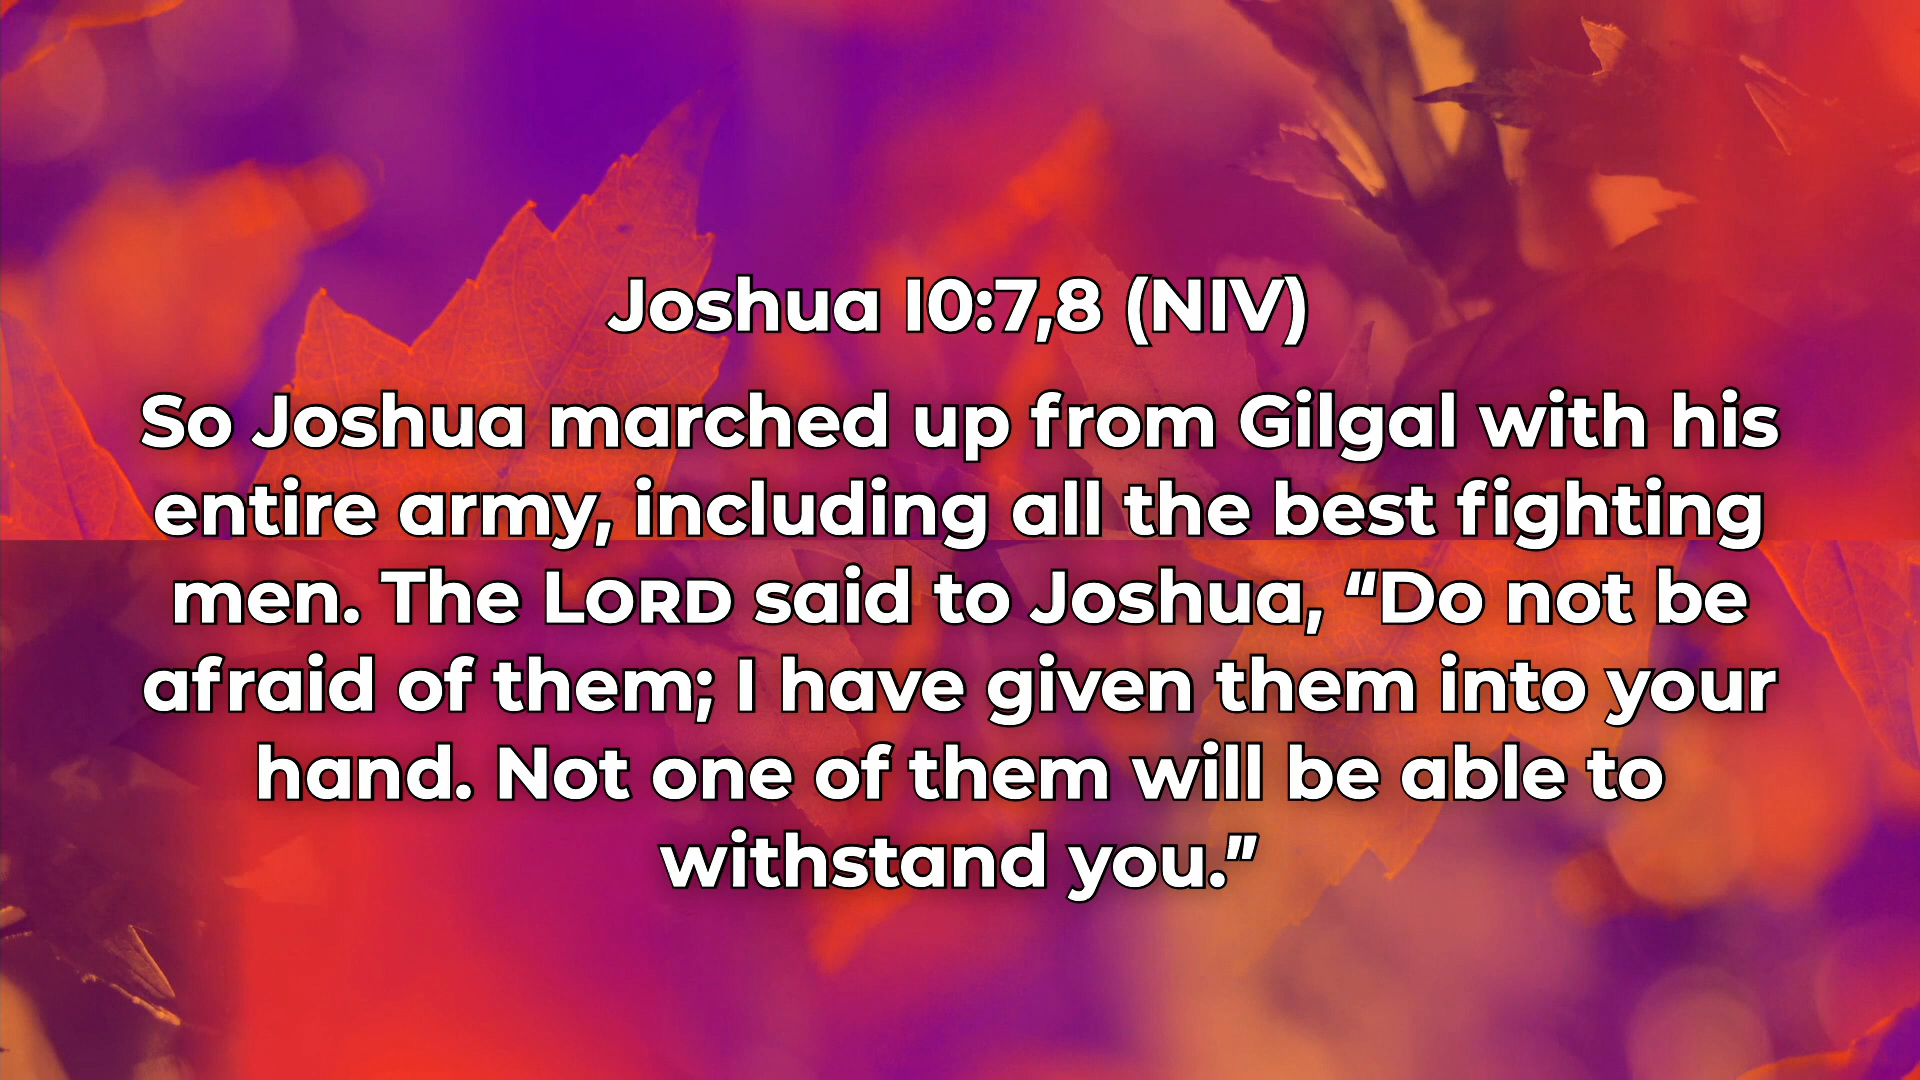 Joshua 10:7,8 (NIV)
So Joshua marched up from Gilgal with his
entire army, including all the best fighting
men. The LORD said to Joshua, “Do not be
afraid of them; I have given them into your
hand. Not one of them will be able to
withstand you.”